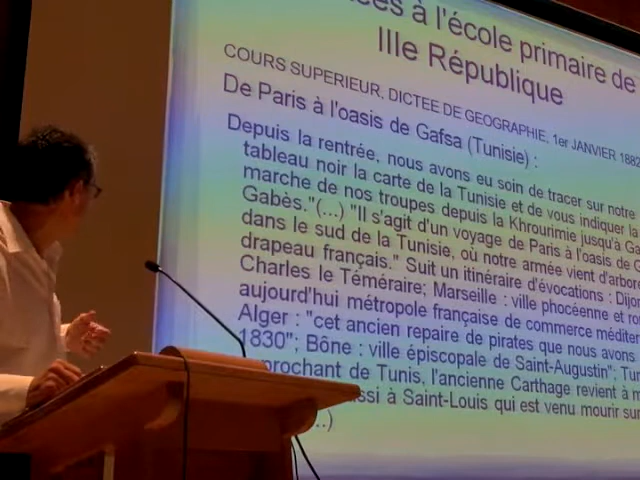 à l'école primaire de
IIIe République
COURS SUPERIEUR, DICTEE DE GEOGRAPHIE, 1er JANVIER 1882
De Paris à l'oasis de Gafsa (Tunisie) :
Depuis la rentrée, nous avons eu soin de tracer sur notre
tableau noir la carte de la Tunisie et de vous indiquer la
marche de nos troupes depuis la Khrourimie jusqu'à Ga
Gabès."(...) "Il s'agit d'un voyage de Paris à l'oasis de G
dans le sud de la Tunisie, où notre armée vient d'arbore
drapeau français." Suit un itinéraire d'évocations : Dijon
Charles le Téméraire; Marseille : ville phocéenne et ro
aujourd'hui métropole française de commerce méditer
Alger : "cet ancien repaire de pirates que nous avons
1830"; Bône : ville épiscopale de Saint-Augustin"; Tun
prochant de Tunis, l'ancienne Carthage revient à m
ssi à Saint-Louis qui est venu mourir sur
..)